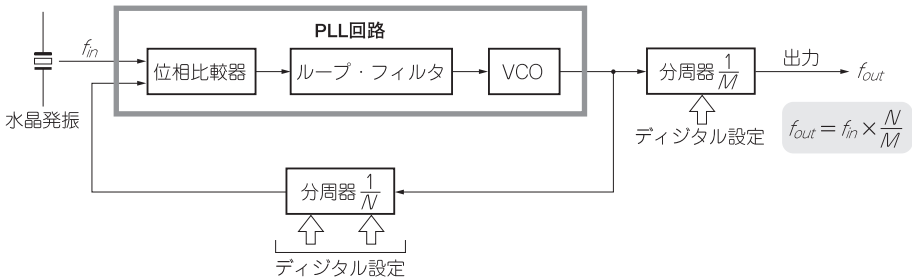 PLL回路
f_in
位相比較器
ループ・フィルタ
VCO
分周器 1/M
出力
f_out
水晶発振
ディジタル設定
f_out = f_in × N/M
分周器 1/N
ディジタル設定